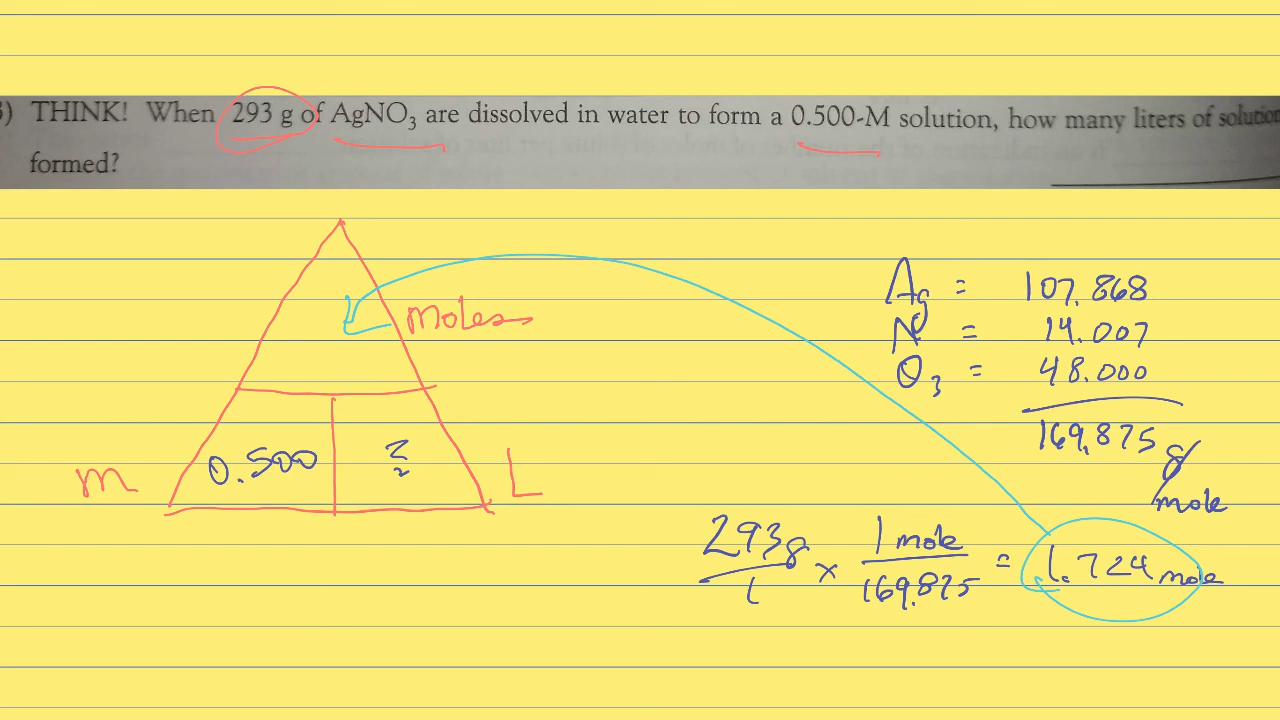 3) THINK! When 293 g of AgNO₃ are dissolved in water to form a 0.500-M solution, how many liters of solution
formed?
moles
m 0.500 ? L
Ag = 107.868
N = 14.007
O₃ = 48.000
169.875 g/mole
293g/1 × 1 mole/169.875 = 1.724 mole